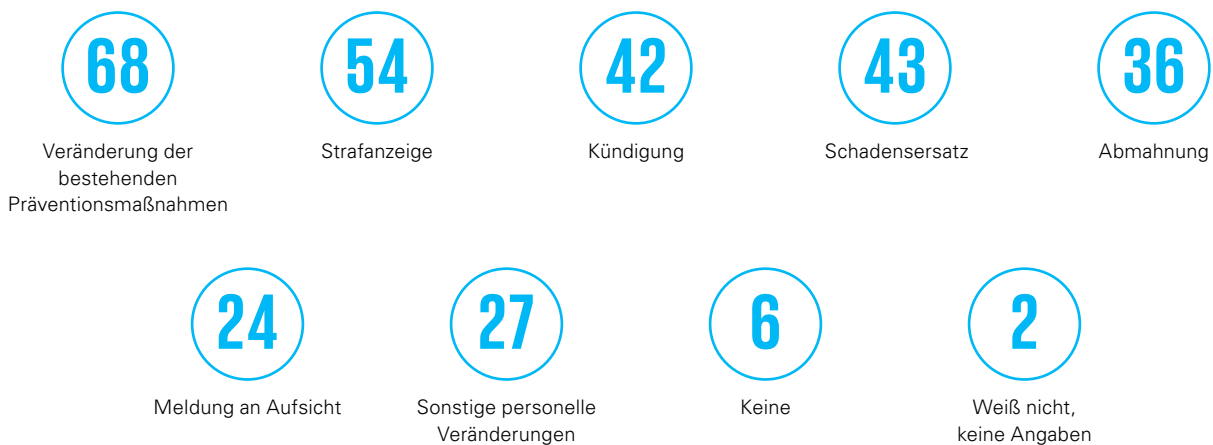 68
Veränderung der
bestehenden
Präventionsmaßnahmen
54
Strafanzeige
42
Kündigung
43
Schadensersatz
36
Abmahnung
24
Meldung an Aufsicht
27
Sonstige personelle
Veränderungen
6
Keine
2
Weiß nicht,
keine Angaben